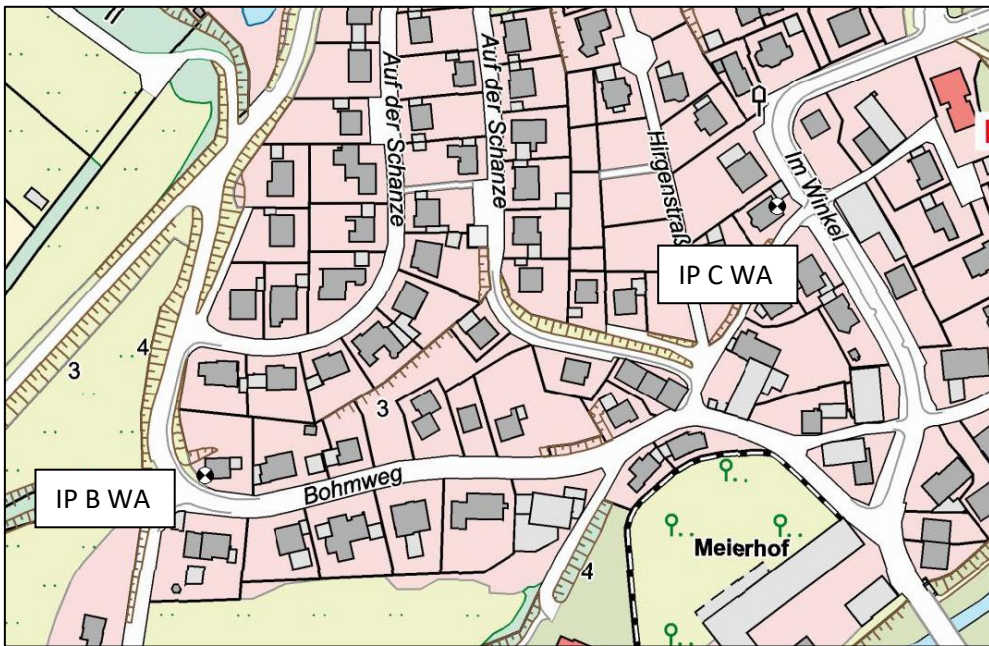 Auf der Schanze
Auf der Schanze
Hirgenstraß
Im Winkel
IP C WA
3
4
3
IP B WA
Bohmweg
4
Meierhof